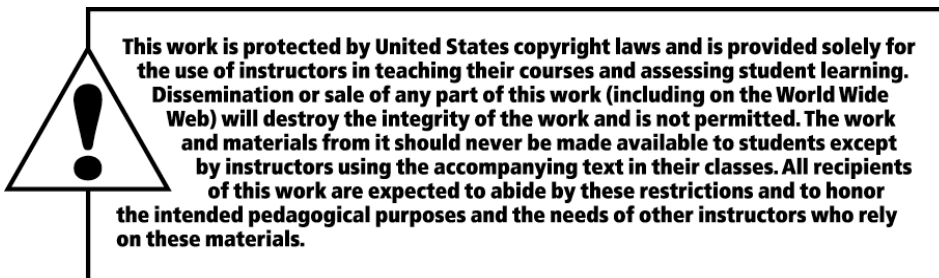 This work is protected by United States copyright laws and is provided solely for
the use of instructors in teaching their courses and assessing student learning.
Dissemination or sale of any part of this work (including on the World Wide
Web) will destroy the integrity of the work and is not permitted. The work
and materials from it should never be made available to students except
by instructors using the accompanying text in their classes. All recipients
of this work are expected to abide by these restrictions and to honor
the intended pedagogical purposes and the needs of other instructors who rely
on these materials.